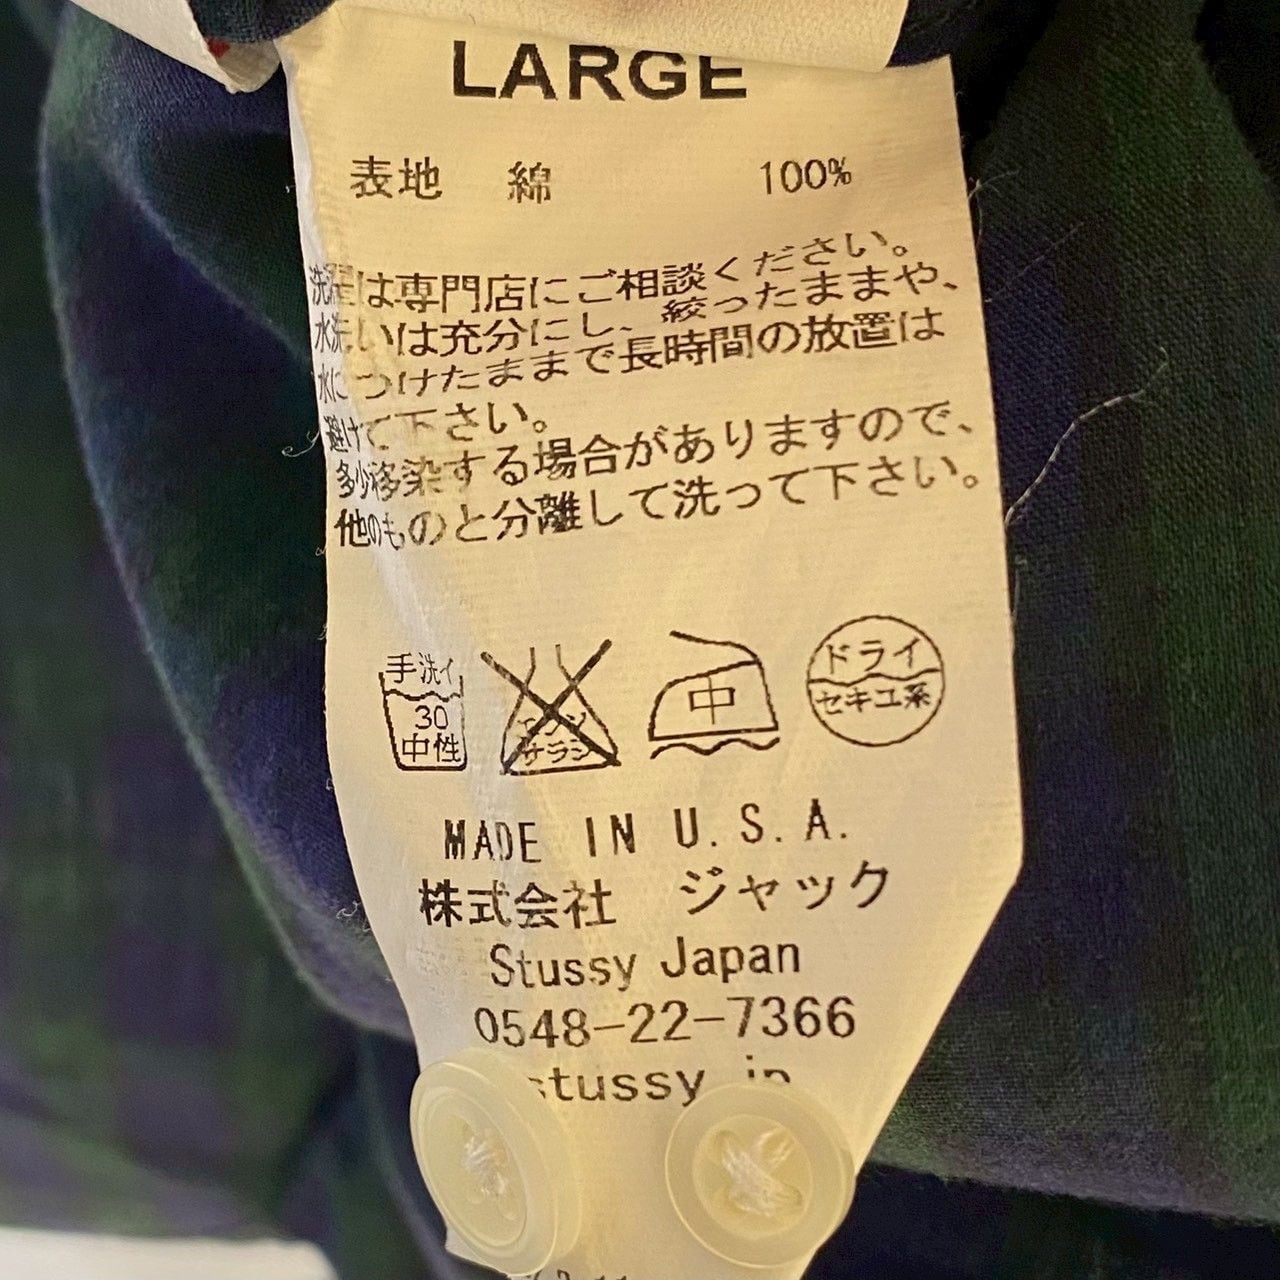 LARGE
表地 綿 100%
洗濯は専門店にご相談ください。
水洗いは充分にし、絞ったままや、
水につけたままで長時間の放置は
避けて下さい。
多少移染する場合がありますので、
他のものと分離して洗って下さい。
手洗イ
30
中性
サラシ
中
ドライ
セキユ系
MADE IN U.S.A.
株式会社 ジャック
Stussy Japan
0548-22-7366
stussy.jp